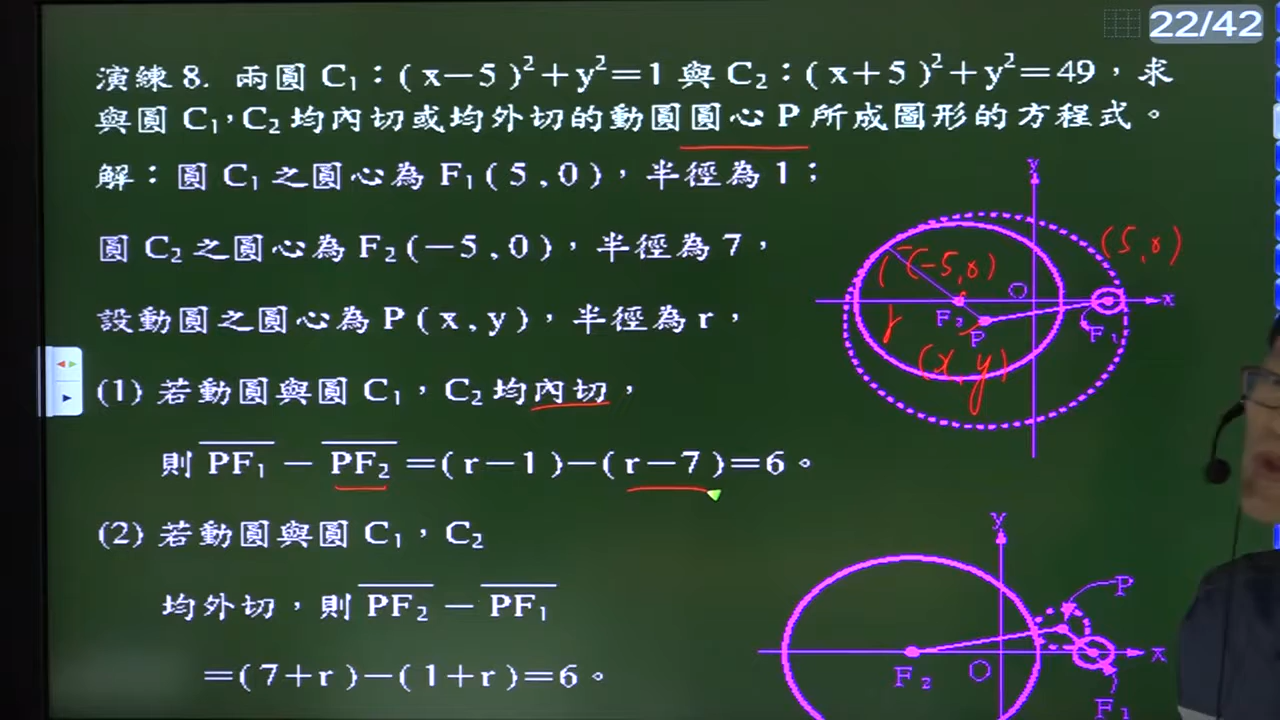 22/42
演練 8. 兩圓 C₁:(x-5)²+y²=1 與 C₂:(x+5)²+y²=49,求
與圓 C₁,C₂ 均內切或均外切的動圓圓心 P 所成圖形的方程式。
解:圓 C₁ 之圓心為 F₁(5,0),半徑為 1;
圓 C₂ 之圓心為 F₂(-5,0),半徑為 7,
設動圓之圓心為 P(x,y),半徑為 r,
(1) 若動圓與圓 C₁,C₂ 均內切,
則 PF₁ - PF₂ =(r-1)-(r-7)=6。
(2) 若動圓與圓 C₁,C₂
均外切,則 PF₂ - PF₁
=(7+r)-(1+r)=6。
y
(-5,0)
(5,0)
O
x
F₂
P
F₁
(x,y)
y
P
x
F₂
O
F₁